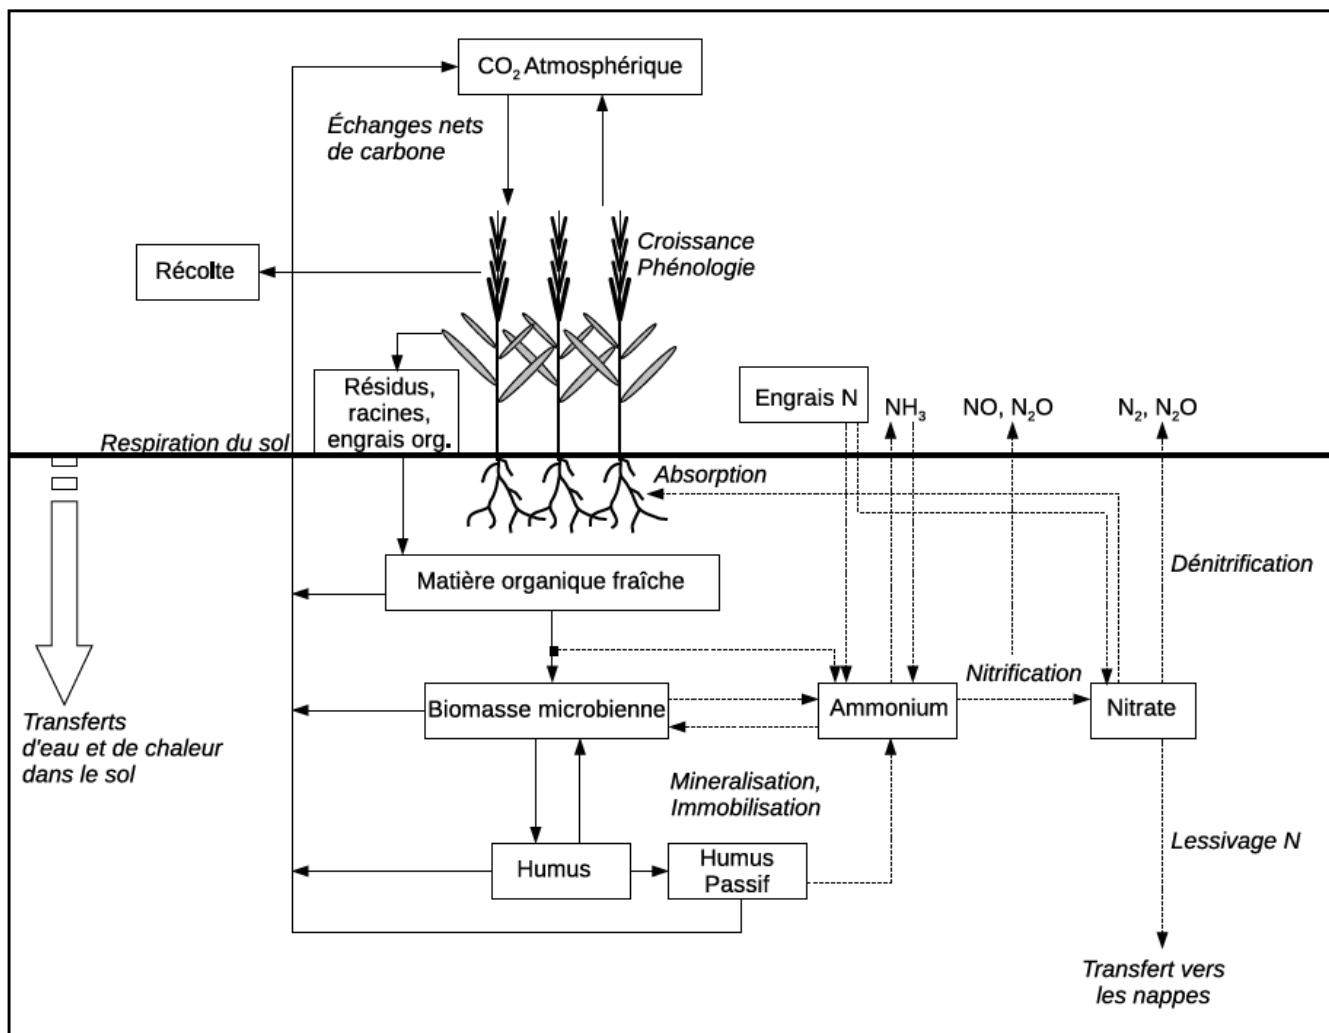 CO₂ Atmosphérique
Échanges nets
de carbone
Croissance
Phénologie
Récolte
Résidus,
racines,
engrais org.
Engrais N
NH₃
NO, N₂O
N₂, N₂O
Respiration du sol
Absorption
Matière organique fraîche
Dénitrification
Nitrification
Biomasse microbienne
Ammonium
Nitrate
Transferts
d'eau et de chaleur
dans le sol
Mineralisation,
Immobilisation
Lessivage N
Humus
Humus
Passif
Transfert vers
les nappes